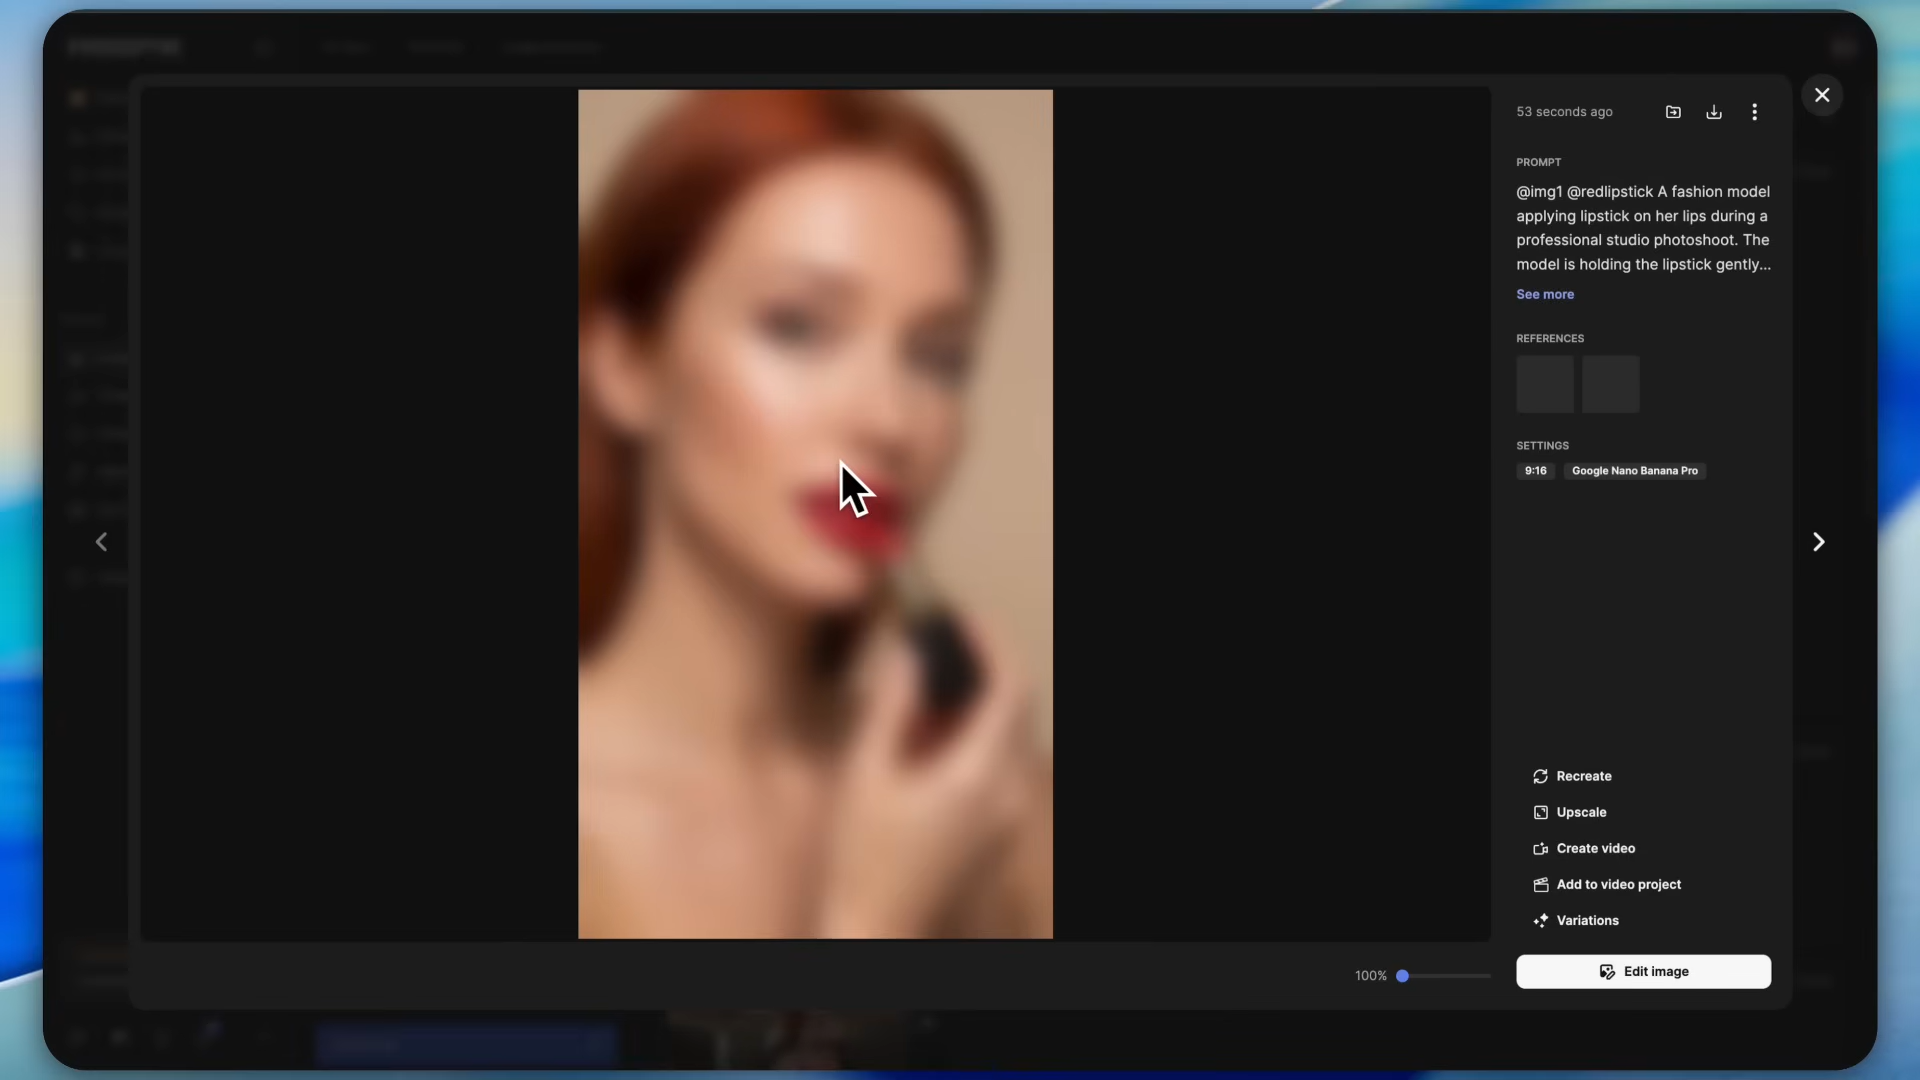 53 seconds ago
PROMPT
@img1 @redlipstick A fashion model
applying lipstick on her lips during a
professional studio photoshoot. The
model is holding the lipstick gently...
See more
REFERENCES
SETTINGS
9:16
Google Nano Banana Pro
Recreate
Upscale
Create video
Add to video project
Variations
100%
Edit image